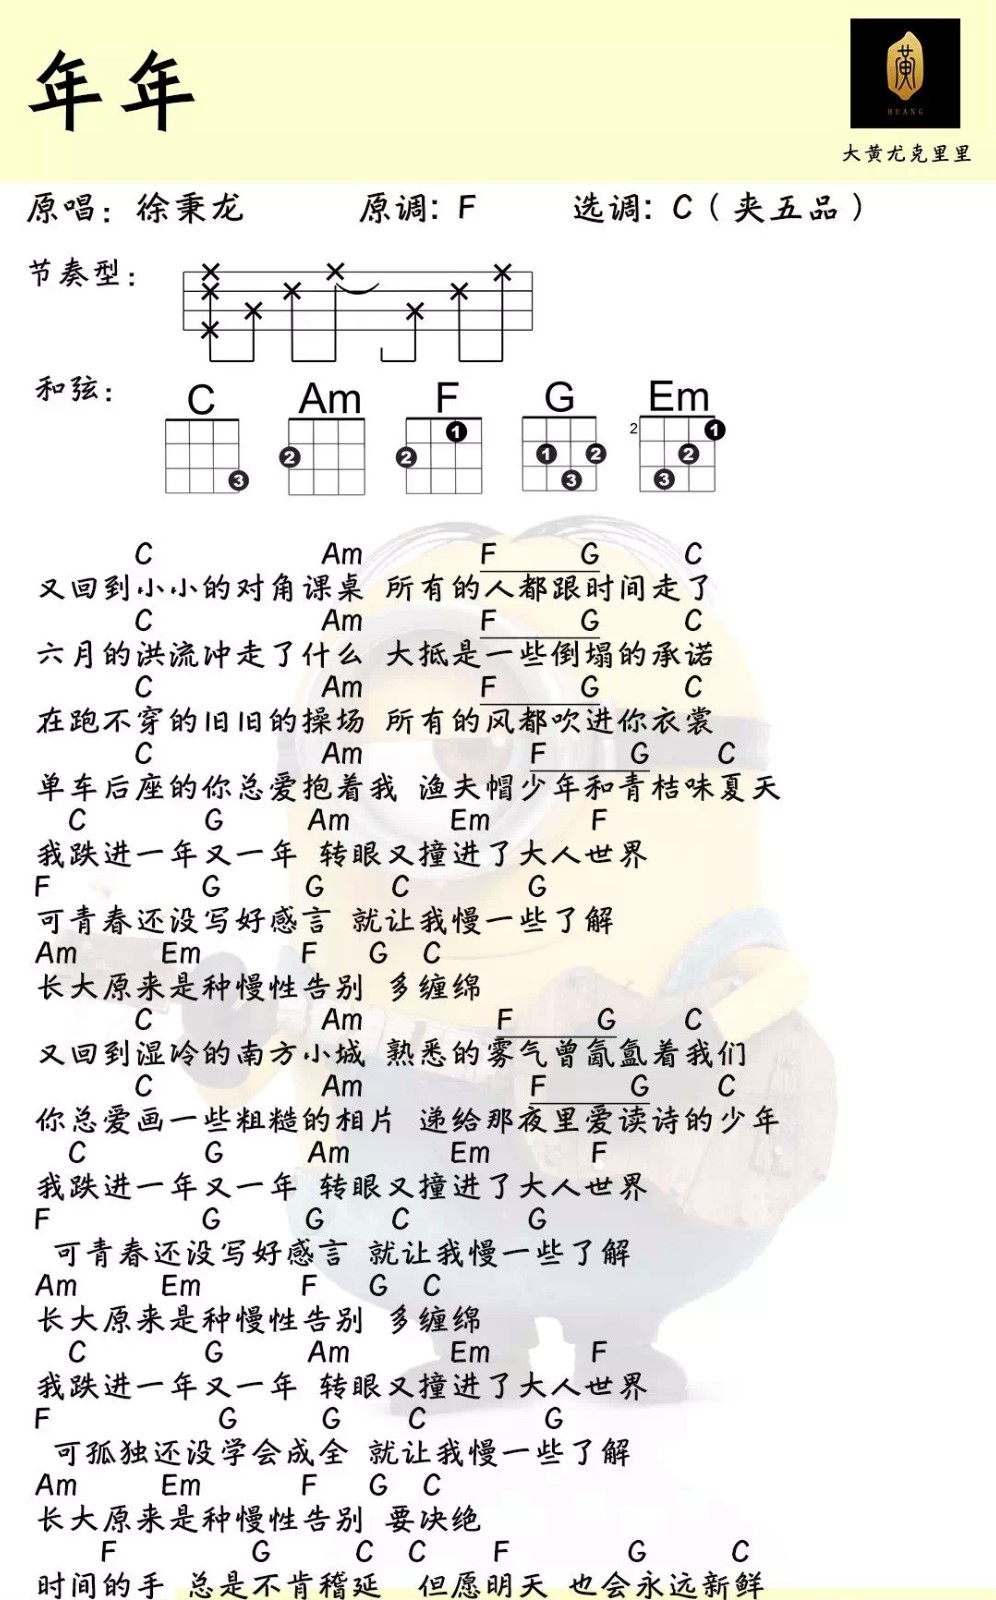 年年
黄
HUANG
大黄尤克里里
原唱：徐秉龙 原调: F 选调: C（夹五品）
节奏型：
和弦：
C Am F G Em
3 2 1 2 1 2 3 2 1 2 3
C Am F G C
又回到小小的对角课桌 所有的人都跟时间走了
C Am F G C
六月的洪流冲走了什么 大抵是一些倒塌的承诺
C Am F G C
在跑不穿的旧旧的操场 所有的风都吹进你衣裳
C Am F G C
单车后座的你总爱抱着我 渔夫帽少年和青桔味夏天
C G Am Em F
我跌进一年又一年 转眼又撞进了大人世界
F G G C G
可青春还没写好感言 就让我慢一些了解
Am Em F G C
长大原来是种慢性告别 多缠绵
C Am F G C
又回到湿冷的南方小城 熟悉的雾气曾氤氲着我们
C Am F G C
你总爱画一些粗糙的相片 递给那夜里爱读诗的少年
C G Am Em F
我跌进一年又一年 转眼又撞进了大人世界
F G G C G
可青春还没写好感言 就让我慢一些了解
Am Em F G C
长大原来是种慢性告别 多缠绵
C G Am Em F
我跌进一年又一年 转眼又撞进了大人世界
F G G C G
可孤独还没学会成全 就让我慢一些了解
Am Em F G C
长大原来是种慢性告别 要决绝
F G C C F G C
时间的手 总是不肯稽延 但愿明天 也会永远新鲜